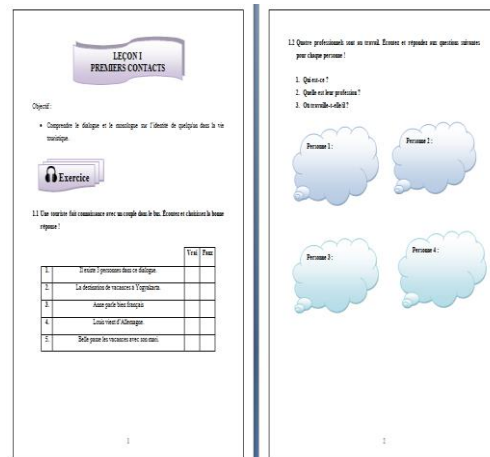 LEÇON I
PREMIERS CONTACTS
Objectif :
• Comprendre le dialogue et le monologue sur l'identité de quelqu'un dans la vie
touristique.
Exercice
1.1 Une touriste fait connaissance avec un couple dans le bus. Écoutez et choisissez la bonne
réponse !
Vrai Faux
1. Il existe 3 personnes dans ce dialogue.
2. La destination de vacances à Yogyakarta.
3. Anne parle bien français.
4. Louis vient d'Allemagne.
5. Belle passe les vacances avec son mari.
1
1.2 Quatre professionnels sont au travail. Écoutez et répondez aux questions suivantes
pour chaque personne !
1. Qui est-ce ?
2. Quelle est leur profession ?
3. Où travaille-t-elle/il ?
Personne 1 :
Personne 2 :
Personne 3 :
Personne 4 :
2